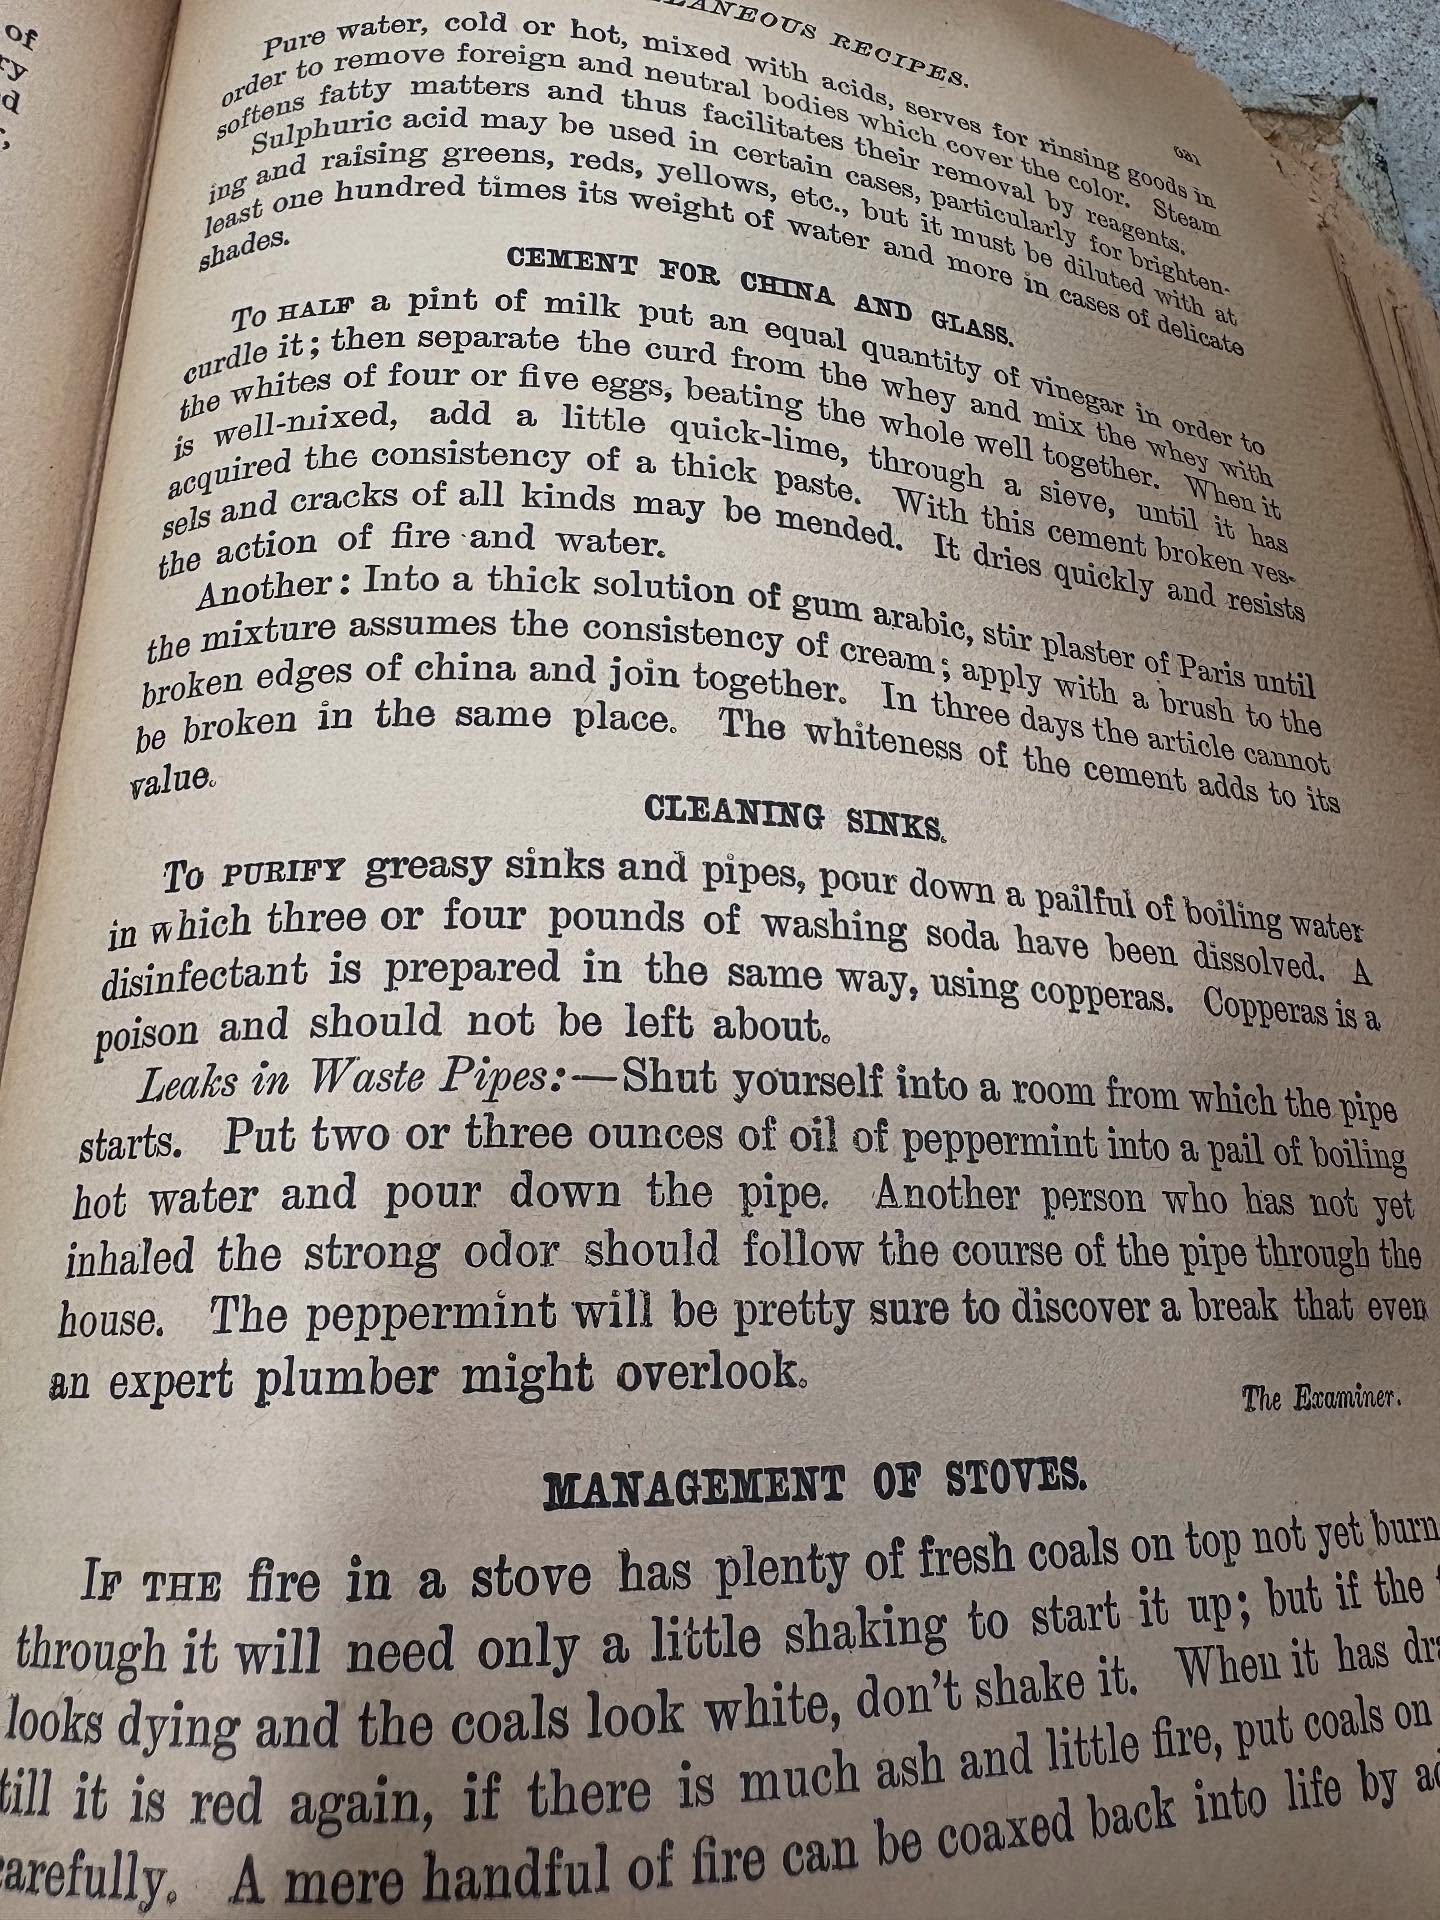 of
ry
LANEOUS RECIPES.
631
Pure water, cold or hot, mixed with acids, serves for rinsing goods in
order to remove foreign and neutral bodies which cover the color. Steam
softens fatty matters and thus facilitates their removal by reagents.
Sulphuric acid may be used in certain cases, particularly for brighten-
ing and raising greens, reds, yellows, etc., but it must be diluted with at
least one hundred times its weight of water and more in cases of delicate
shades.
CEMENT FOR CHINA AND GLASS.
To HALF a pint of milk put an equal quantity of vinegar in order to
curdle it; then separate the curd from the whey and mix the whey with
the whites of four or five eggs, beating the whole well together. When it
is well-mixed, add a little quick-lime, through a sieve, until it has
acquired the consistency of a thick paste. With this cement broken ves-
sels and cracks of all kinds may be mended. It dries quickly and resists
the action of fire and water.
Another: Into a thick solution of gum arabic, stir plaster of Paris until
the mixture assumes the consistency of cream; apply with a brush to the
broken edges of china and join together. In three days the article cannot
be broken in the same place. The whiteness of the cement adds to its
value.
CLEANING SINKS.
To PURIFY greasy sinks and pipes, pour down a pailful of boiling water
in which three or four pounds of washing soda have been dissolved. A
disinfectant is prepared in the same way, using copperas. Copperas is a
poison and should not be left about.
Leaks in Waste Pipes:—Shut yourself into a room from which the pipe
starts. Put two or three ounces of oil of peppermint into a pail of boiling
hot water and pour down the pipe. Another person who has not yet
inhaled the strong odor should follow the course of the pipe through the
house. The peppermint will be pretty sure to discover a break that even
an expert plumber might overlook.
The Examiner.
MANAGEMENT OF STOVES.
IF THE fire in a stove has plenty of fresh coals on top not yet burn
through it will need only a little shaking to start it up; but if the
looks dying and the coals look white, don't shake it. When it has dra
till it is red again, if there is much ash and little fire, put coals on
carefully. A mere handful of fire can be coaxed back into life by ad